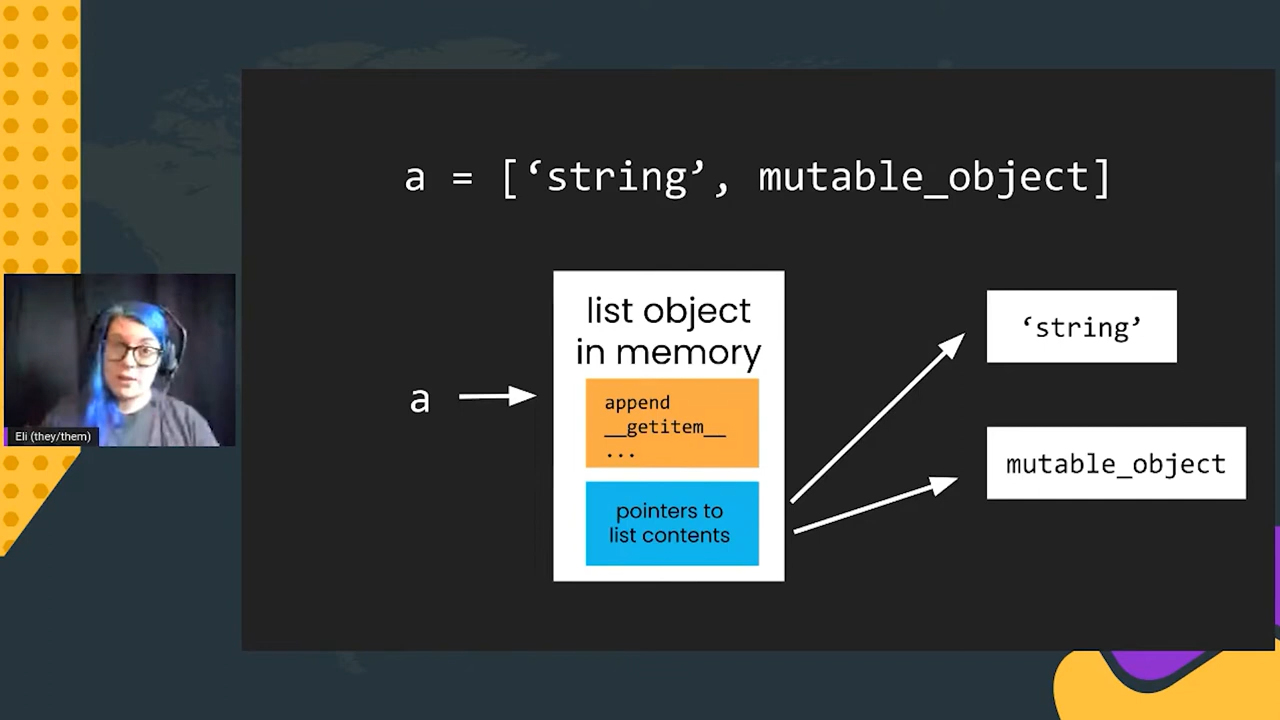 a = [‘string’, mutable_object]
list object
in memory
append
__getitem__
...
pointers to
list contents
a
‘string’
mutable_object
Eli (they/them)